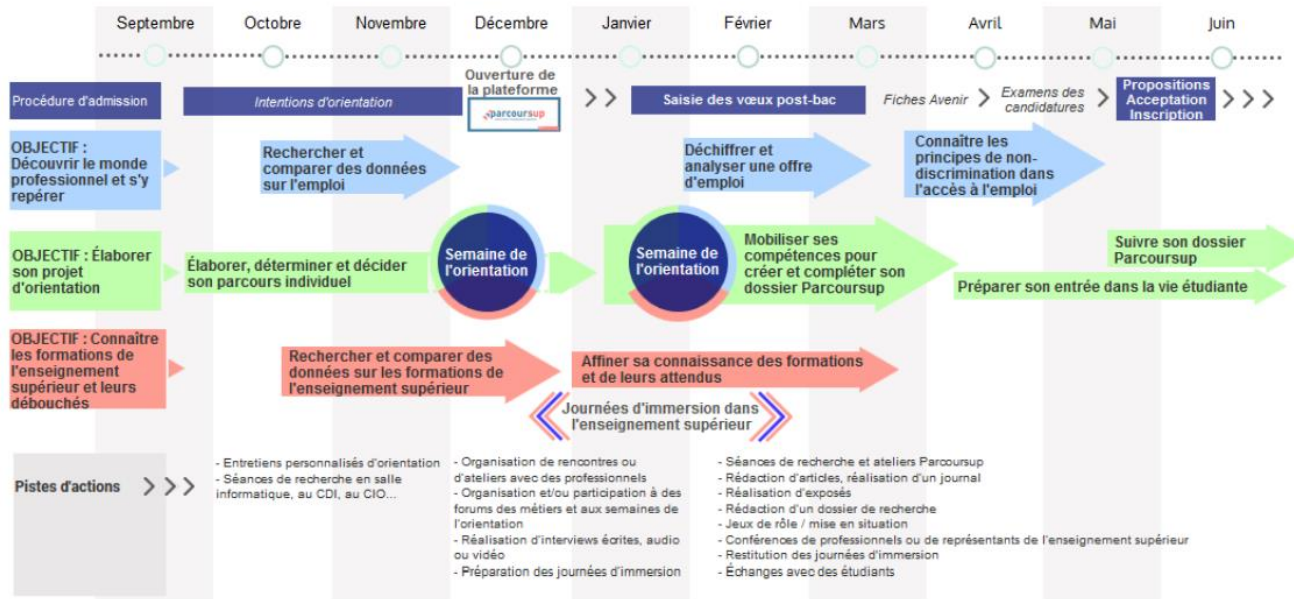 Septembre
Octobre
Novembre
Décembre
Janvier
Février
Mars
Avril
Mai
Juin
Procédure d'admission
Intentions d'orientation
Ouverture de
la plateforme
parcoursup
Saisie des vœux post-bac
Fiches Avenir
Examens des
candidatures
Propositions
Acceptation
Inscription
OBJECTIF :
Découvrir le monde
professionnel et s'y
repérer
Rechercher et
comparer des données
sur l'emploi
Déchiffrer et
analyser une offre
d'emploi
Connaître les
principes de non-
discrimination dans
l'accès à l'emploi
OBJECTIF : Élaborer
son projet
d'orientation
Élaborer, déterminer et décider
son parcours individuel
Semaine de
l'orientation
Semaine de
l'orientation
Mobiliser ses
compétences pour
créer et compléter son
dossier Parcoursup
Suivre son dossier
Parcoursup
Préparer son entrée dans la vie étudiante
OBJECTIF : Connaître
les formations de
l'enseignement
supérieur et leurs
débouchés
Rechercher et comparer des
données sur les formations de
l'enseignement supérieur
Affiner sa connaissance des formations
et de leurs attendus
Journées d'immersion dans
l'enseignement supérieur
Pistes d'actions
- Entretiens personnalisés d'orientation
- Séances de recherche en salle
informatique, au CDI, au CIO...
- Organisation de rencontres ou
d'ateliers avec des professionnels
- Organisation et/ou participation à des
forums des métiers et aux semaines de
l'orientation
- Réalisation d'interviews écrites, audio
ou vidéo
- Préparation des journées d'immersion
- Séances de recherche et ateliers Parcoursup
- Rédaction d'articles, réalisation d'un journal
- Réalisation d'exposés
- Rédaction d'un dossier de recherche
- Jeux de rôle / mise en situation
- Conférences de professionnels ou de représentants de l'enseignement supérieur
- Restitution des journées d'immersion
- Échanges avec des étudiants